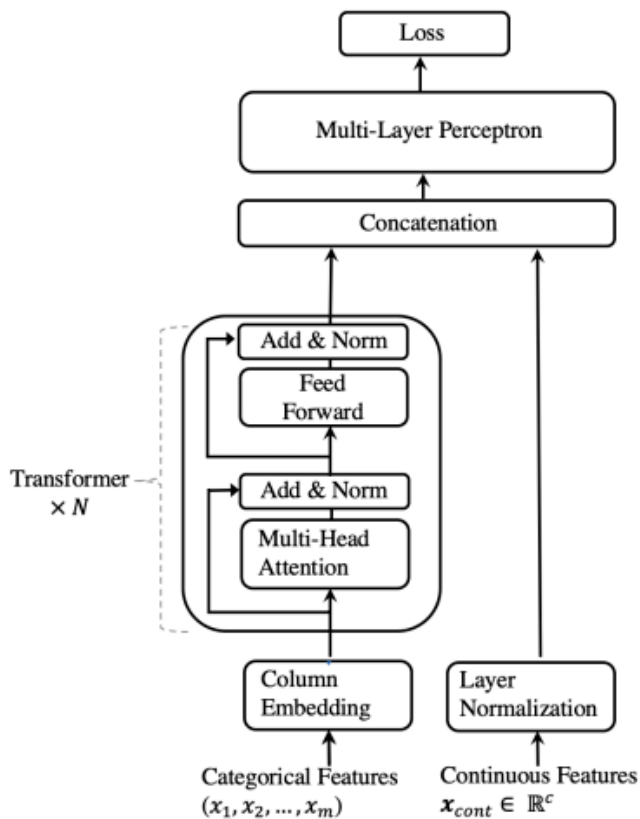 Loss
Multi-Layer Perceptron
Concatenation
Add & Norm
Feed
Forward
Transformer
× N
Add & Norm
Multi-Head
Attention
Column
Embedding
Layer
Normalization
Categorical Features
(x₁, x₂, ..., xₘ)
Continuous Features
x_cont ∈ ℝᶜ